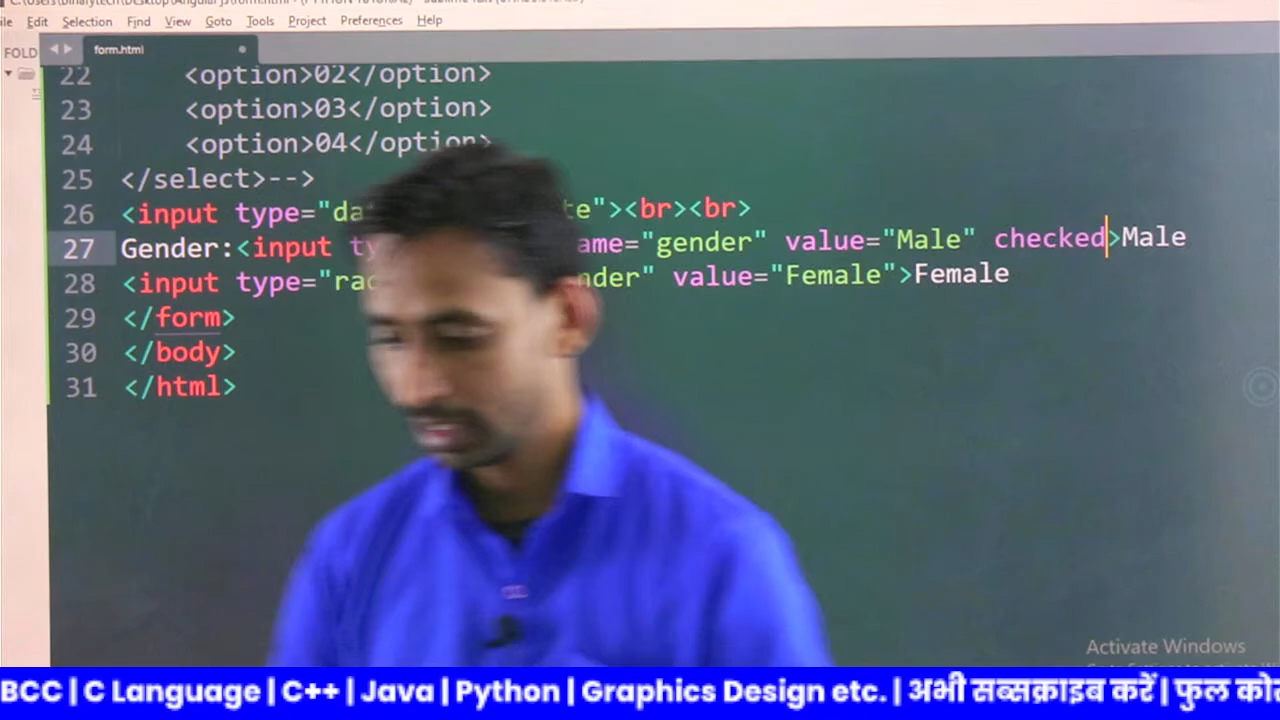 Edit Selection Find View Goto Tools Project Preferences Help
FOLD
form.html
22 <option>02</option>
23 <option>03</option>
24 <option>04</option>
25 </select>-->
26 <input type="da te"><br><br>
27 Gender:<input ty ame="gender" value="Male" checked>Male
28 <input type="rad nder" value="Female">Female
29 </form>
30 </body>
31 </html>
Activate Windows
BCC | C Language | C++ | Java | Python | Graphics Design etc. | अभी सब्सक्राइब करें | फुल